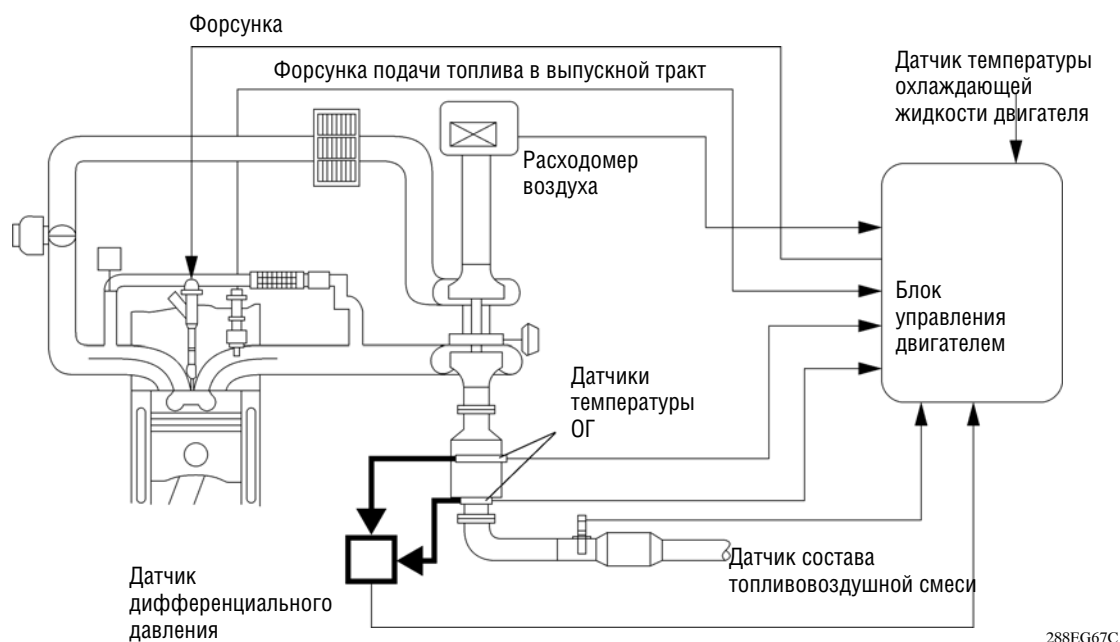 Форсунка
Форсунка подачи топлива в выпускной тракт
Датчик температуры
охлаждающей
жидкости двигателя
Расходомер
воздуха
Блок
управления
двигателем
Датчики
температуры
ОГ
Датчик состава
топливовоздушной смеси
Датчик
дифференциального
давления
288EG67C